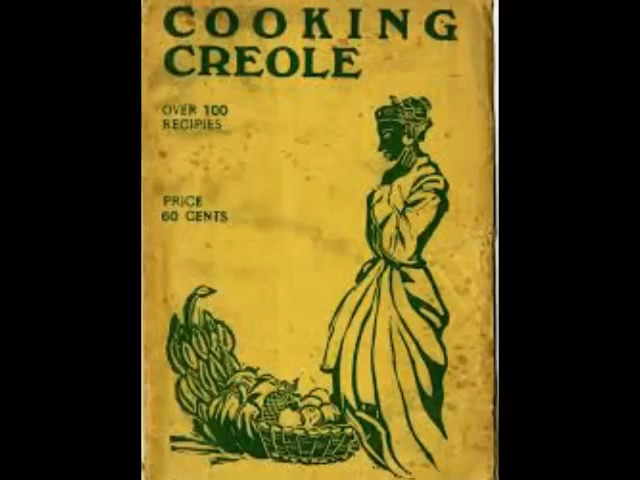 COOKING
CREOLE
OVER 100
RECIPIES
PRICE
60 CENTS